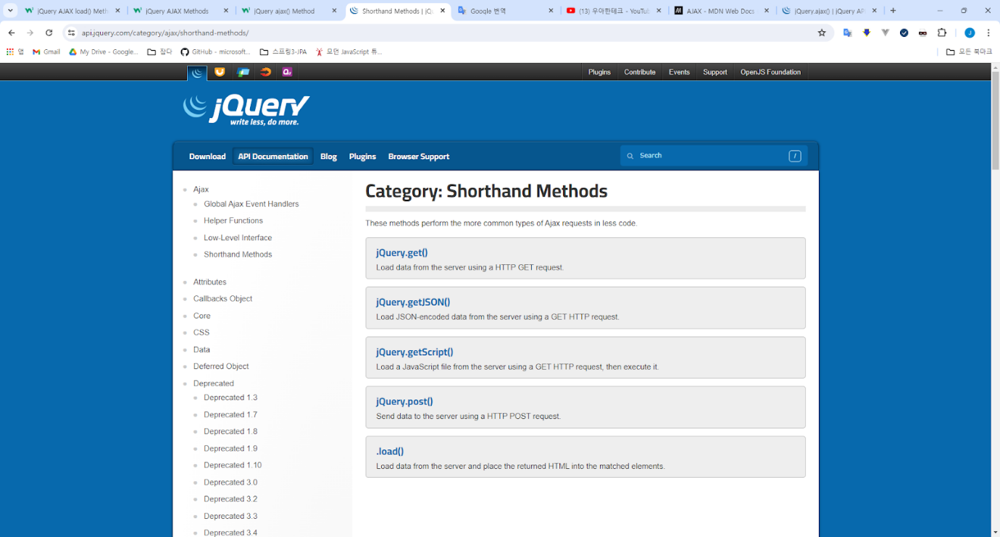 jQuery AJAX load() Meth
jQuery AJAX Methods
jQuery ajax() Method
Shorthand Methods | jQu
Google 번역
(13) 우아한테크 - YouTub
AJAX - MDN Web Docs
jQuery.ajax() | jQuery AP
api.jquery.com/category/ajax/shorthand-methods/
앱
Gmail
My Drive - Google...
잡다
GitHub - microsoft...
스프링3-JPA
모던 JavaScript 튜...
모든 북마크
Plugins
Contribute
Events
Support
OpenJS Foundation
jQuery
write less, do more.
Download
API Documentation
Blog
Plugins
Browser Support
Search
/
Ajax
Global Ajax Event Handlers
Helper Functions
Low-Level Interface
Shorthand Methods
Attributes
Callbacks Object
Core
CSS
Data
Deferred Object
Deprecated
Deprecated 1.3
Deprecated 1.7
Deprecated 1.8
Deprecated 1.9
Deprecated 1.10
Deprecated 3.0
Deprecated 3.2
Deprecated 3.3
Deprecated 3.4
Category: Shorthand Methods
These methods perform the more common types of Ajax requests in less code.
jQuery.get()
Load data from the server using a HTTP GET request.
jQuery.getJSON()
Load JSON-encoded data from the server using a GET HTTP request.
jQuery.getScript()
Load a JavaScript file from the server using a GET HTTP request, then execute it.
jQuery.post()
Send data to the server using a HTTP POST request.
.load()
Load data from the server and place the returned HTML into the matched elements.